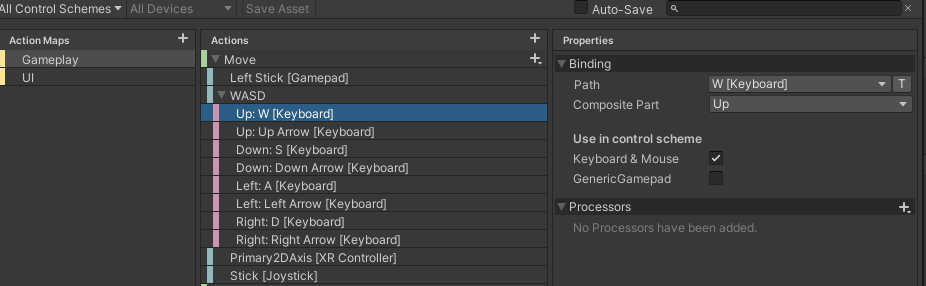 All Control Schemes All Devices Save Asset Auto-Save
Action Maps
Gameplay
UI
Actions
Move
Left Stick [Gamepad]
WASD
Up: W [Keyboard]
Up: Up Arrow [Keyboard]
Down: S [Keyboard]
Down: Down Arrow [Keyboard]
Left: A [Keyboard]
Left: Left Arrow [Keyboard]
Right: D [Keyboard]
Right: Right Arrow [Keyboard]
Primary2DAxis [XR Controller]
Stick [Joystick]
Properties
Binding
Path W [Keyboard] T
Composite Part Up
Use in control scheme
Keyboard & Mouse
GenericGamepad
Processors
No Processors have been added.